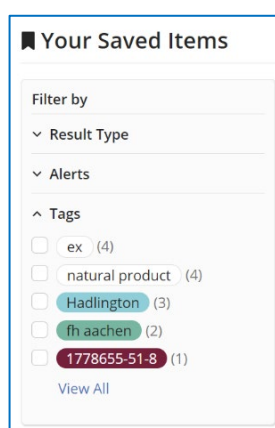 Your Saved Items
Filter by
Result Type
Alerts
Tags
ex (4)
natural product (4)
Hadlington (3)
fh aachen (2)
1778655-51-8 (1)
View All